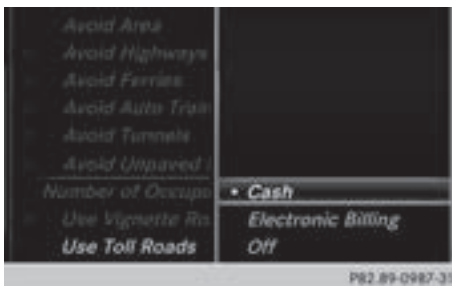 Avoid Area
Avoid Highways
Avoid Ferries
Avoid Auto Train
Avoid Tunnels
Avoid Unpaved
Number of Occupa
• Cash
Use Vignette Ro
Electronic Billing
Use Toll Roads
Off
P82.89-0987-31